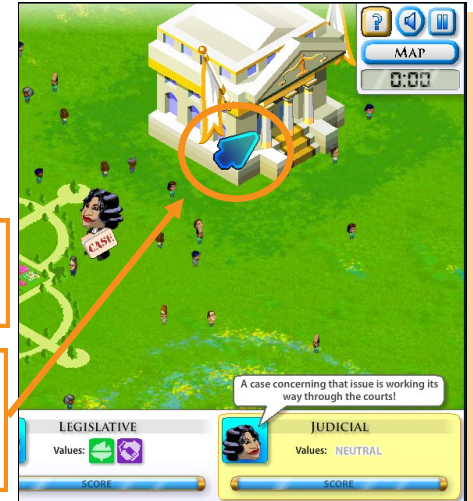 ?
MAP
0:00
CASE
A case concerning that issue is working its
way through the courts!
LEGISLATIVE
Values:
SCORE
JUDICIAL
Values: NEUTRAL
SCORE